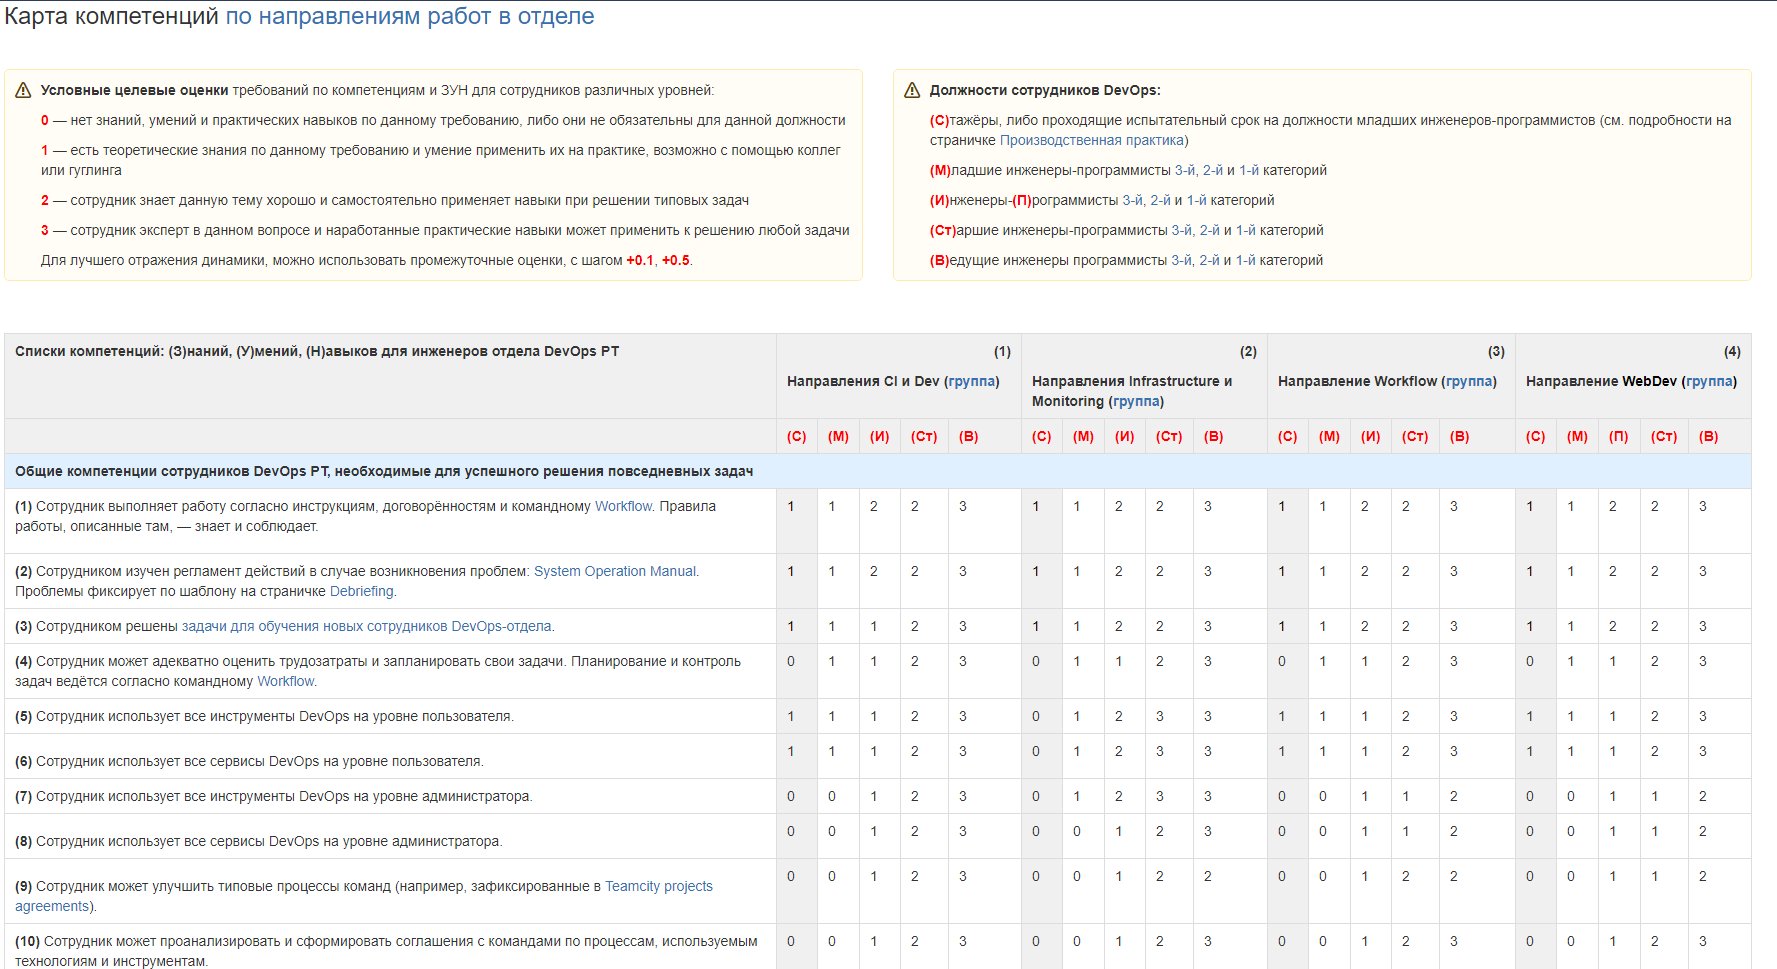 Карта компетенций по направлениям работ в отделе
Условные целевые оценки требований по компетенциям и ЗУН для сотрудников различных уровней:
0 — нет знаний, умений и практических навыков по данному требованию, либо они не обязательны для данной должности
1 — есть теоретические знания по данному требованию и умение применить их на практике, возможно с помощью коллег
или гуглинга
2 — сотрудник знает данную тему хорошо и самостоятельно применяет навыки при решении типовых задач
3 — сотрудник эксперт в данном вопросе и наработанные практические навыки может применить к решению любой задачи
Для лучшего отражения динамики, можно использовать промежуточные оценки, с шагом +0.1, +0.5.
Должности сотрудников DevOps:
(С)тажёры, либо проходящие испытательный срок на должности младших инженеров-программистов (см. подробности на
страничке Производственная практика)
(М)ладшие инженеры-программисты 3-й, 2-й и 1-й категорий
(И)нженеры-(П)рограммисты 3-й, 2-й и 1-й категорий
(Ст)аршие инженеры-программисты 3-й, 2-й и 1-й категорий
(В)едущие инженеры программисты 3-й, 2-й и 1-й категорий
Списки компетенций: (З)наний, (У)мений, (Н)авыков для инженеров отдела DevOps PT
(1)
Направления CI и Dev (группа)
(2)
Направления Infrastructure и
Monitoring (группа)
(3)
Направление Workflow (группа)
(4)
Направление WebDev (группа)
(С) (М) (И) (Ст) (В) (С) (М) (И) (Ст) (В) (С) (М) (И) (Ст) (В) (С) (М) (П) (Ст) (В)
Общие компетенции сотрудников DevOps PT, необходимые для успешного решения повседневных задач
(1) Сотрудник выполняет работу согласно инструкциям, договорённостям и командному Workflow. Правила
работы, описанные там, — знает и соблюдает.
1 1 2 2 3 1 1 2 2 3 1 1 2 2 3 1 1 2 2 3
(2) Сотрудником изучен регламент действий в случае возникновения проблем: System Operation Manual.
Проблемы фиксирует по шаблону на страничке Debriefing.
1 1 2 2 3 1 1 2 2 3 1 1 2 2 3 1 1 2 2 3
(3) Сотрудником решены задачи для обучения новых сотрудников DevOps-отдела.
1 1 1 2 3 1 1 2 2 3 1 1 2 2 3 1 1 2 2 3
(4) Сотрудник может адекватно оценить трудозатраты и запланировать свои задачи. Планирование и контроль
задач ведётся согласно командному Workflow.
0 1 1 2 3 0 1 1 2 3 0 1 1 2 3 0 1 1 2 3
(5) Сотрудник использует все инструменты DevOps на уровне пользователя.
1 1 1 2 3 0 1 2 3 3 1 1 1 2 3 1 1 1 2 3
(6) Сотрудник использует все сервисы DevOps на уровне пользователя.
1 1 1 2 3 0 1 2 3 3 1 1 1 2 3 1 1 1 2 3
(7) Сотрудник использует все инструменты DevOps на уровне администратора.
0 0 1 2 3 0 1 2 3 3 0 0 1 1 2 0 0 1 1 2
(8) Сотрудник использует все сервисы DevOps на уровне администратора.
0 0 1 2 3 0 0 1 2 3 0 0 1 1 2 0 0 1 1 2
(9) Сотрудник может улучшить типовые процессы команд (например, зафиксированные в Teamcity projects
agreements).
0 0 1 2 3 0 0 1 2 2 0 0 1 2 2 0 0 1 1 2
(10) Сотрудник может проанализировать и сформировать соглашения с командами по процессам, используемым
технологиям и инструментам.
0 0 1 2 3 0 0 1 2 3 0 0 1 2 3 0 0 1 2 3